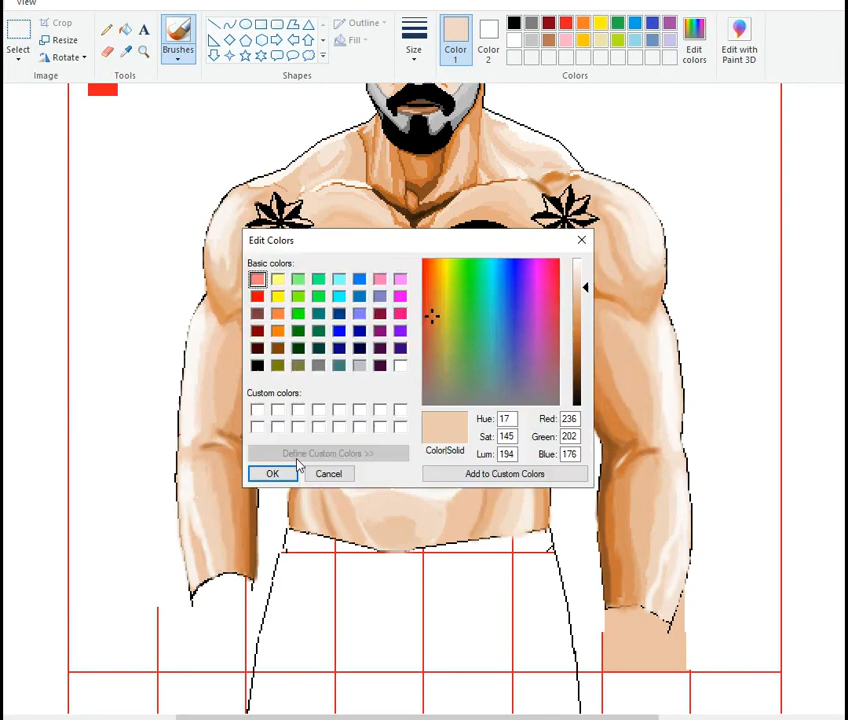 View
Select
Crop
Resize
Rotate
Image
A
Tools
Brushes
Shapes
Outline
Fill
Size
Color
1
Color
2
Colors
Edit
colors
Edit with
Paint 3D
Edit Colors
Basic colors:
Custom colors:
Define Custom Colors >>
OK
Cancel
Color|Solid
Hue: 17
Sat: 145
Lum: 194
Red: 236
Green: 202
Blue: 176
Add to Custom Colors